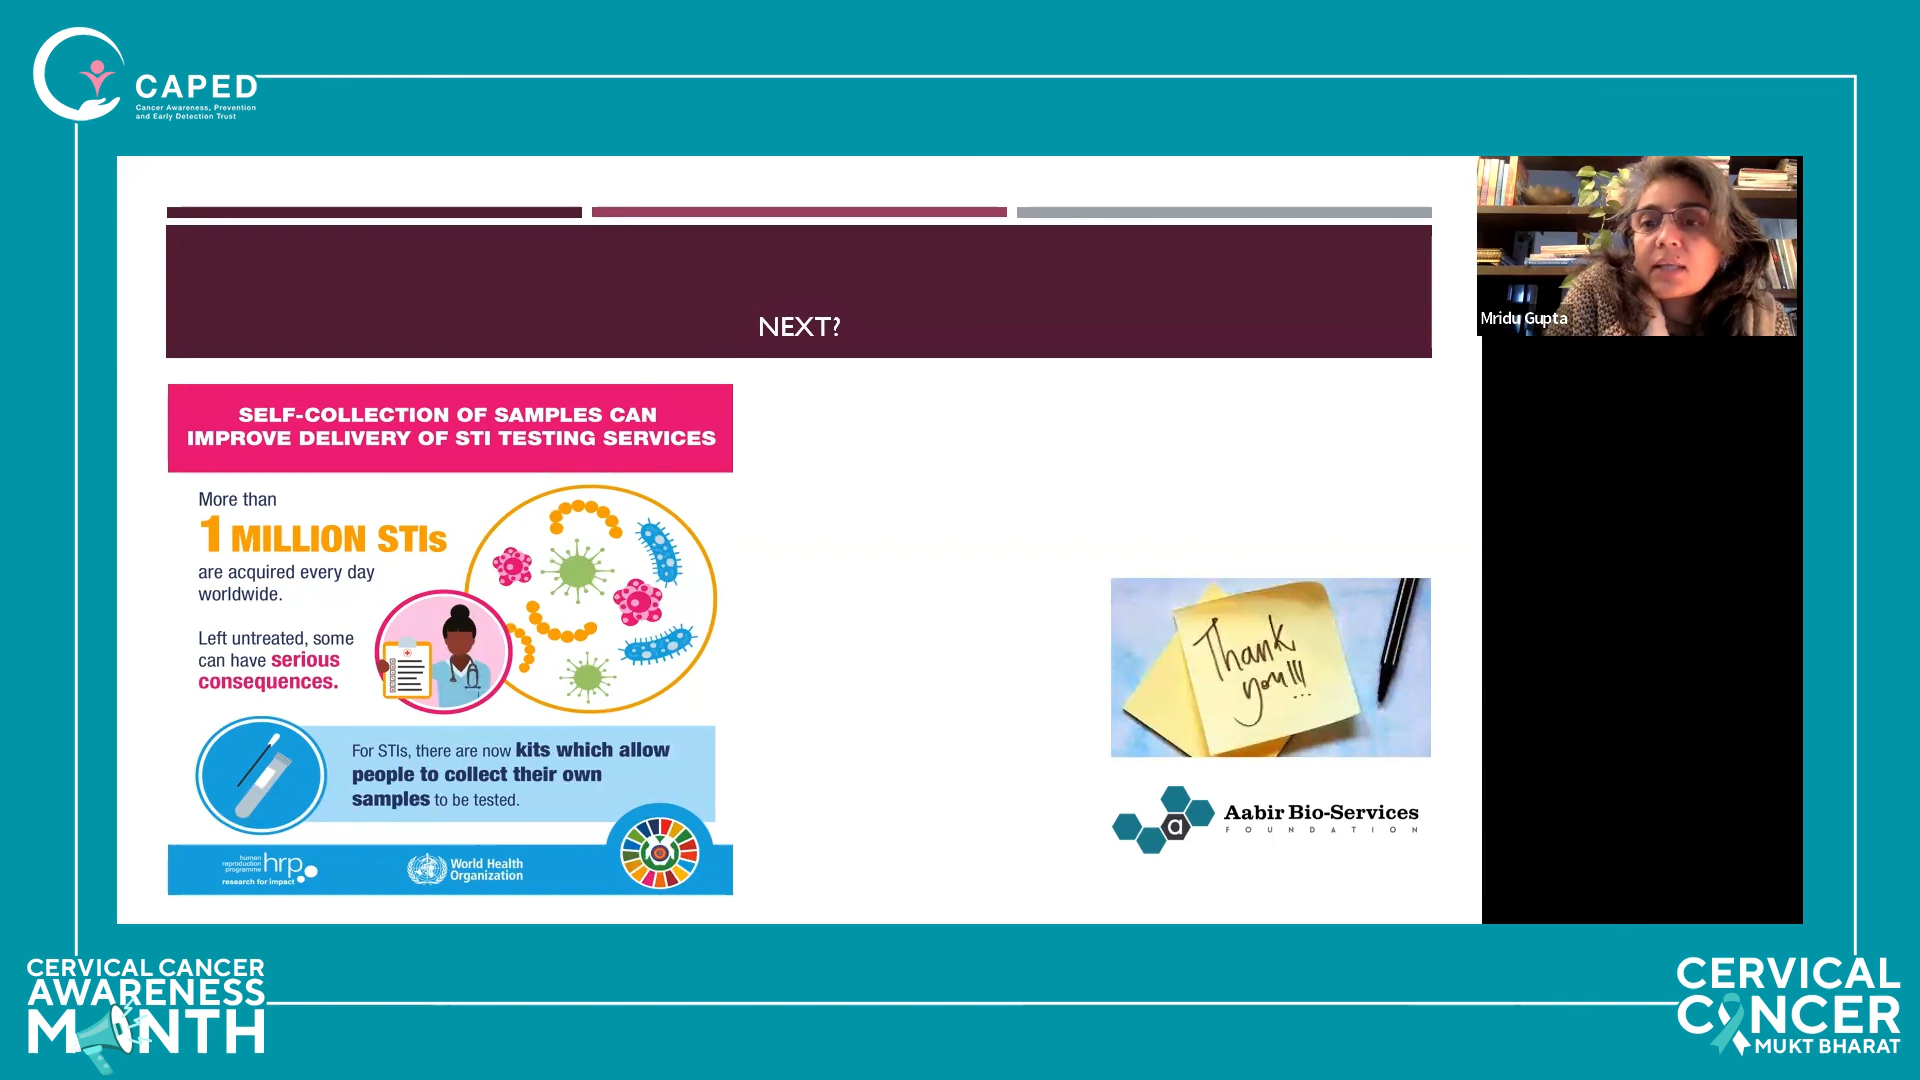 CAPED
Cancer Awareness, Prevention
and Early Detection Trust
NEXT?
Mridu Gupta
SELF-COLLECTION OF SAMPLES CAN
IMPROVE DELIVERY OF STI TESTING SERVICES
More than
1 MILLION STIs
are acquired every day
worldwide.
Left untreated, some
can have serious
consequences.
For STIs, there are now kits which allow
people to collect their own
samples to be tested.
human
reproduction
programme
hrp
research for impact
World Health
Organization
Thank
you!!!
a
Aabir Bio-Services
FOUNDATION
CERVICAL CANCER
AWARENESS
MONTH
CERVICAL
CANCER
MUKT BHARAT